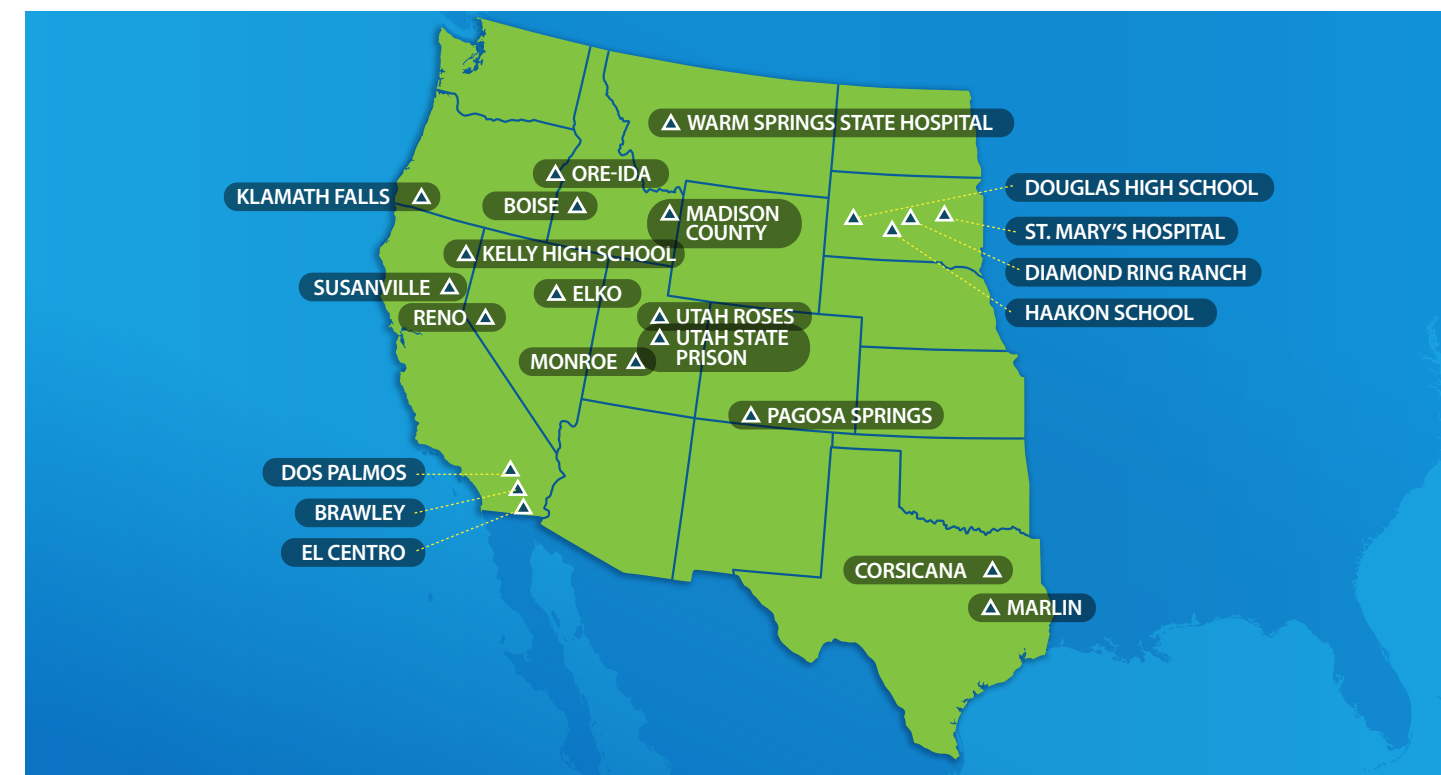 WARM SPRINGS STATE HOSPITAL
ORE-IDA
KLAMATH FALLS
BOISE
MADISON
COUNTY
DOUGLAS HIGH SCHOOL
ST. MARY'S HOSPITAL
DIAMOND RING RANCH
HAAKON SCHOOL
KELLY HIGH SCHOOL
SUSANVILLE
ELKO
RENO
UTAH ROSES
UTAH STATE
PRISON
MONROE
PAGOSA SPRINGS
DOS PALMOS
BRAWLEY
EL CENTRO
CORSICANA
MARLIN